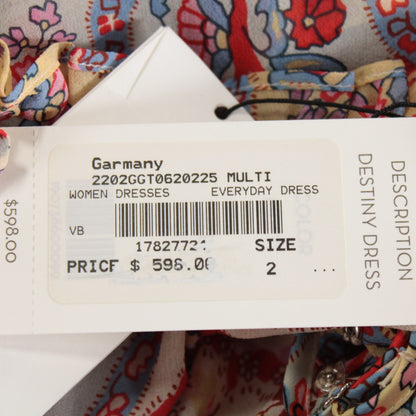 Garmany
2202GGT0620225 MULTI
WOMEN DRESSES EVERYDAY DRESS
VB
17827721 SIZE
PRICE $ 598.00 2 ...
DESCRIPTION
DESTINY DRESS
$598.00
COLOR